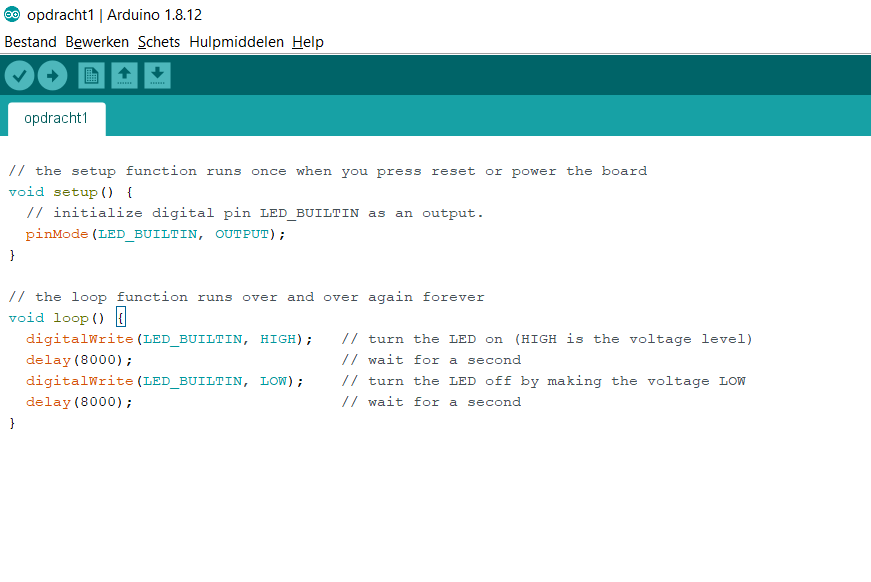 opdracht1 | Arduino 1.8.12
Bestand Bewerken Schets Hulpmiddelen Help
opdracht1
// the setup function runs once when you press reset or power the board
void setup() {
  // initialize digital pin LED_BUILTIN as an output.
  pinMode(LED_BUILTIN, OUTPUT);
}
// the loop function runs over and over again forever
void loop() {
  digitalWrite(LED_BUILTIN, HIGH);   // turn the LED on (HIGH is the voltage level)
  delay(8000);                       // wait for a second
  digitalWrite(LED_BUILTIN, LOW);    // turn the LED off by making the voltage LOW
  delay(8000);                       // wait for a second
}